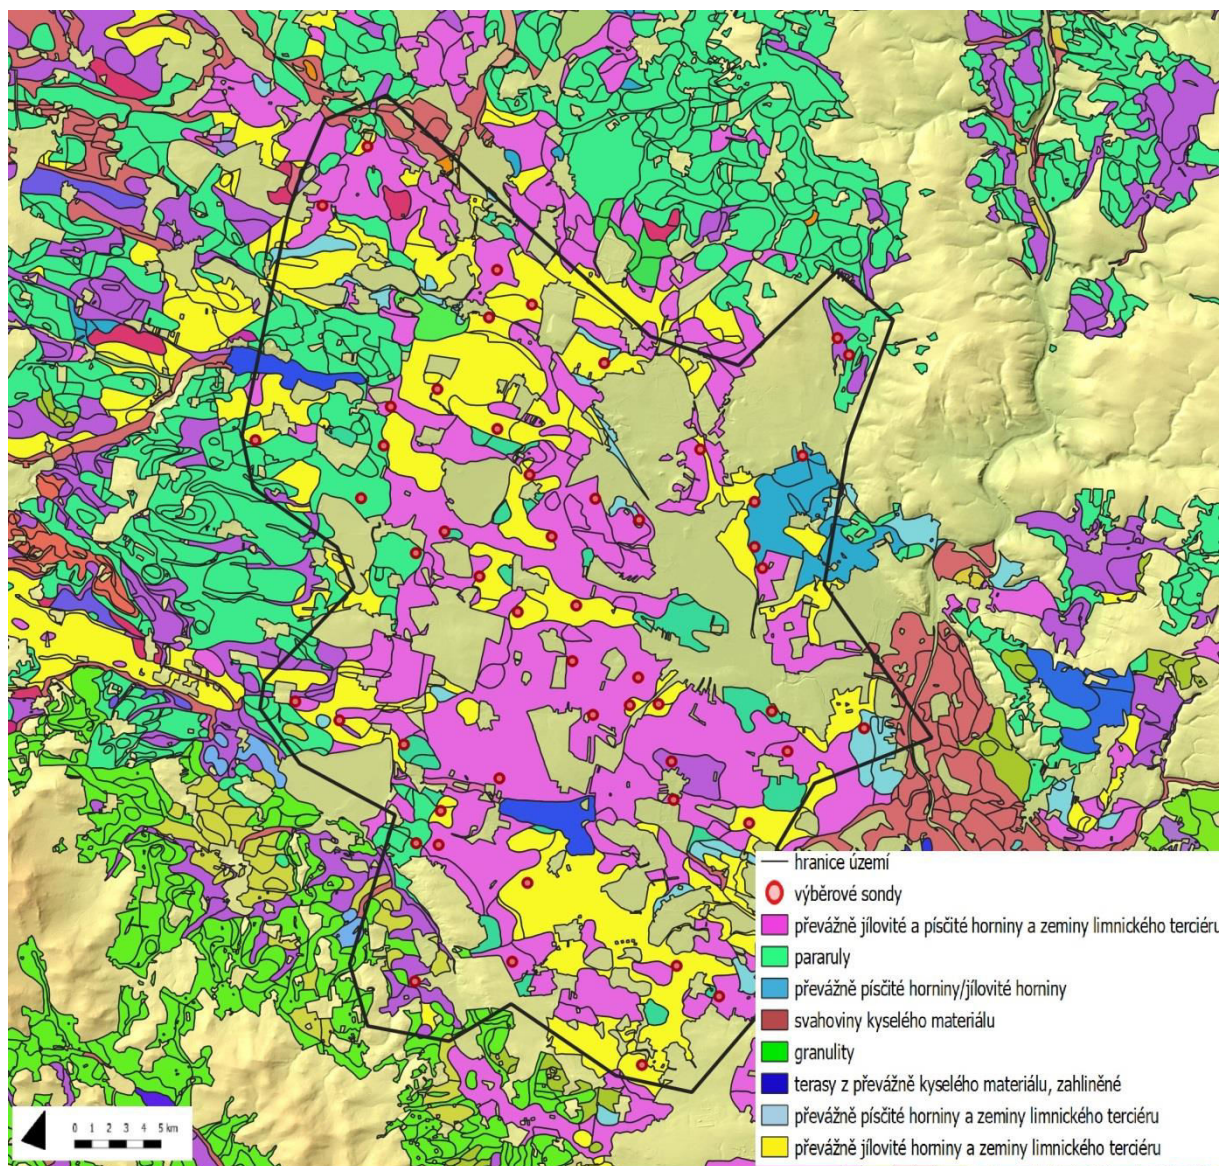 hranice území
výběrové sondy
převážně jílovité a písčité horniny a zeminy limnického terciéru
pararuly
převážně písčité horniny/jílovité horniny
svahoviny kyselého materiálu
granulity
terasy z převážně kyselého materiálu, zahliněné
převážně písčité horniny a zeminy limnického terciéru
převážně jílovité horniny a zeminy limnického terciéru
0 1 2 3 4 5 km